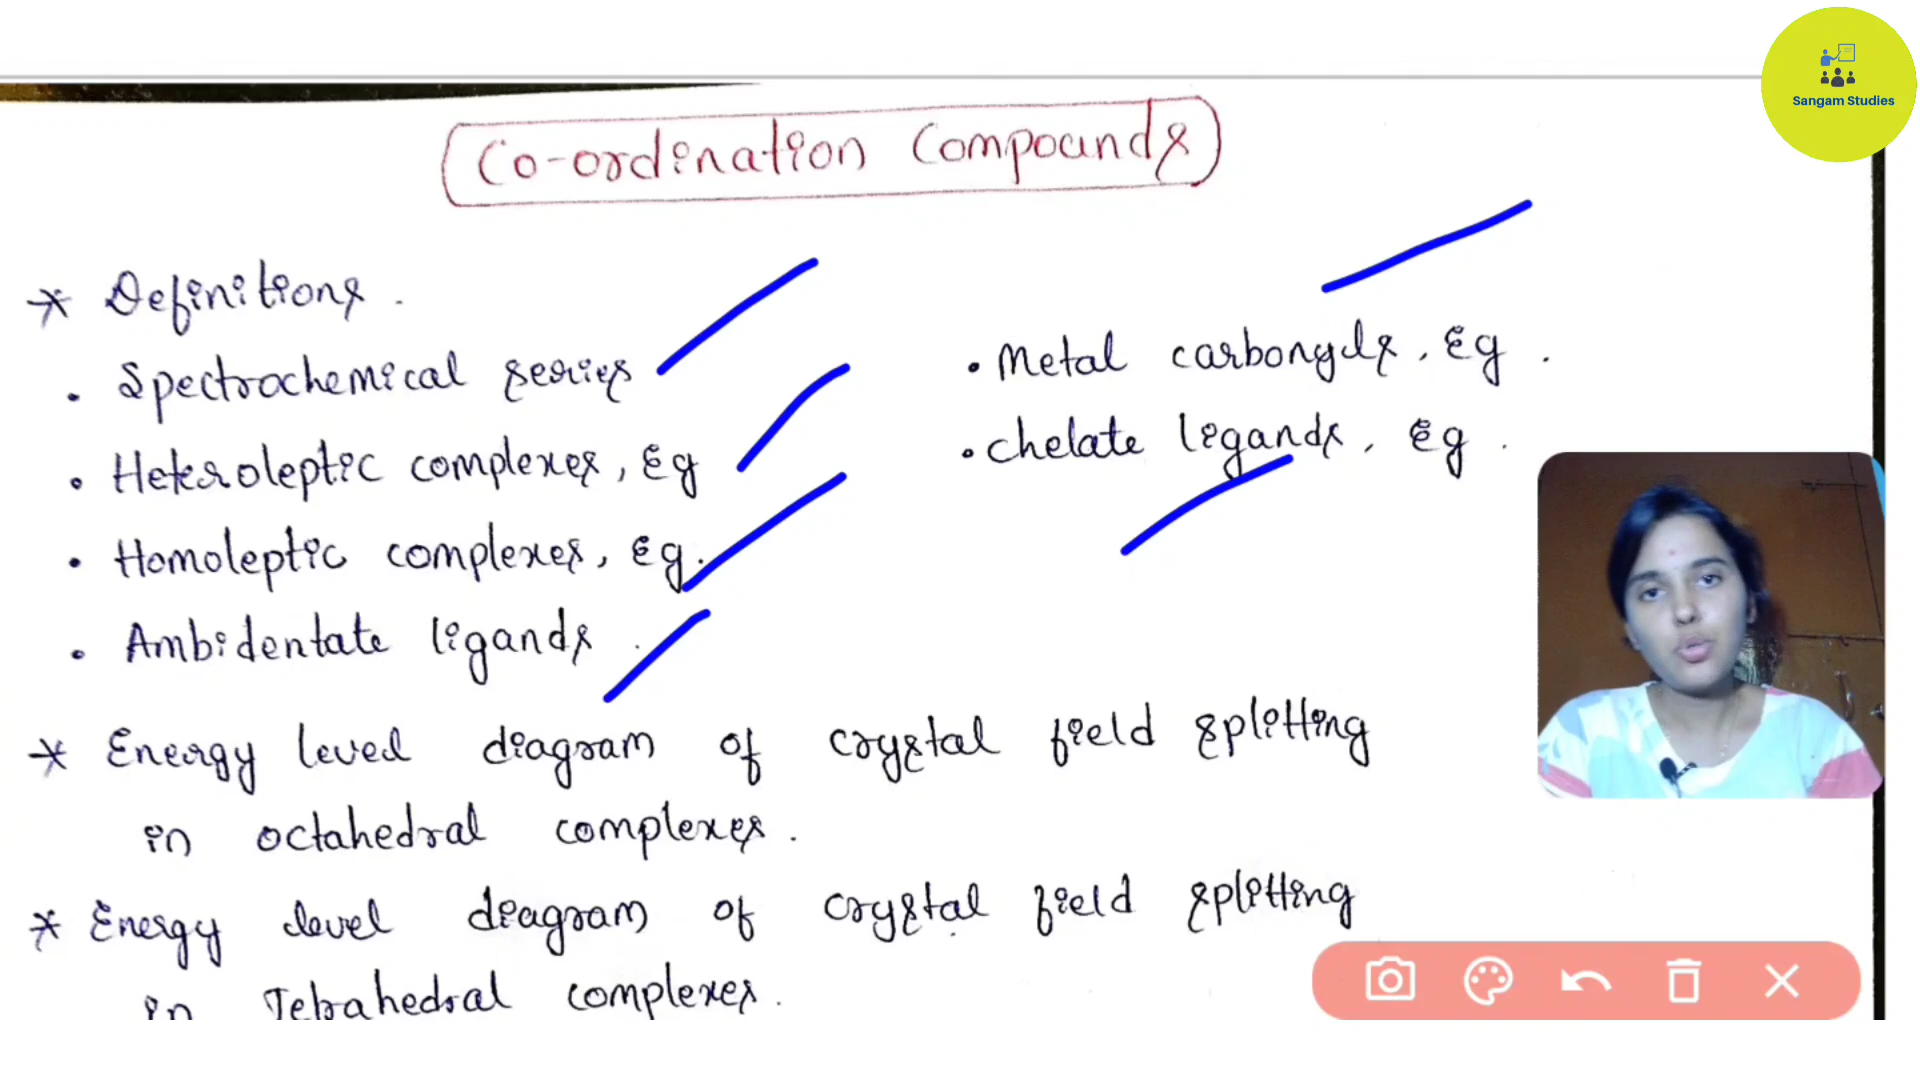 Sangam Studies
Co-ordination Compounds
* Definitions.
• Spectrochemical series
• Heteroleptic complexes, Eg
• Homoleptic complexes, Eg.
• Ambidentate ligands.
• Metal carbonyls, Eg.
• Chelate ligands, Eg.
* Energy level diagram of crystal field splitting
in octahedral complexes.
* Energy level diagram of crystal field splitting
in Tetrahedral complexes.